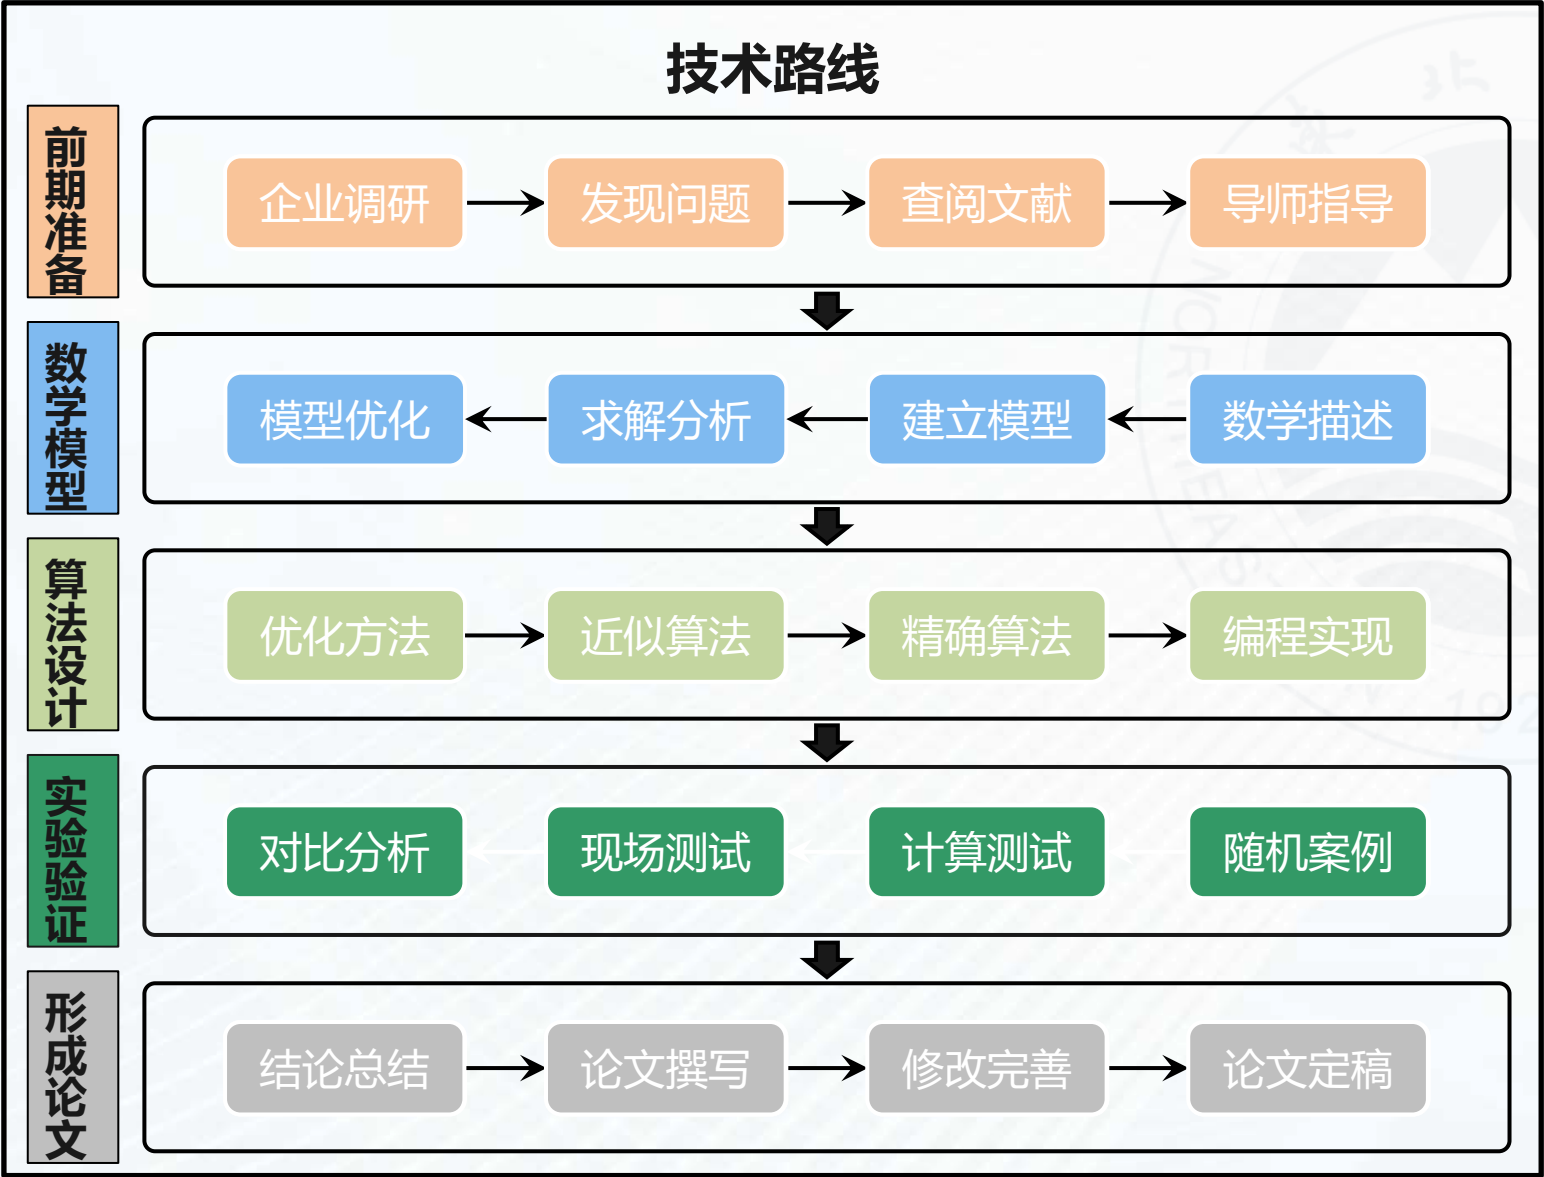 技术路线
前期准备
企业调研
发现问题
查阅文献
导师指导
数学模型
模型优化
求解分析
建立模型
数学描述
算法设计
优化方法
近似算法
精确算法
编程实现
实验验证
对比分析
现场测试
计算测试
随机案例
形成论文
结论总结
论文撰写
修改完善
论文定稿